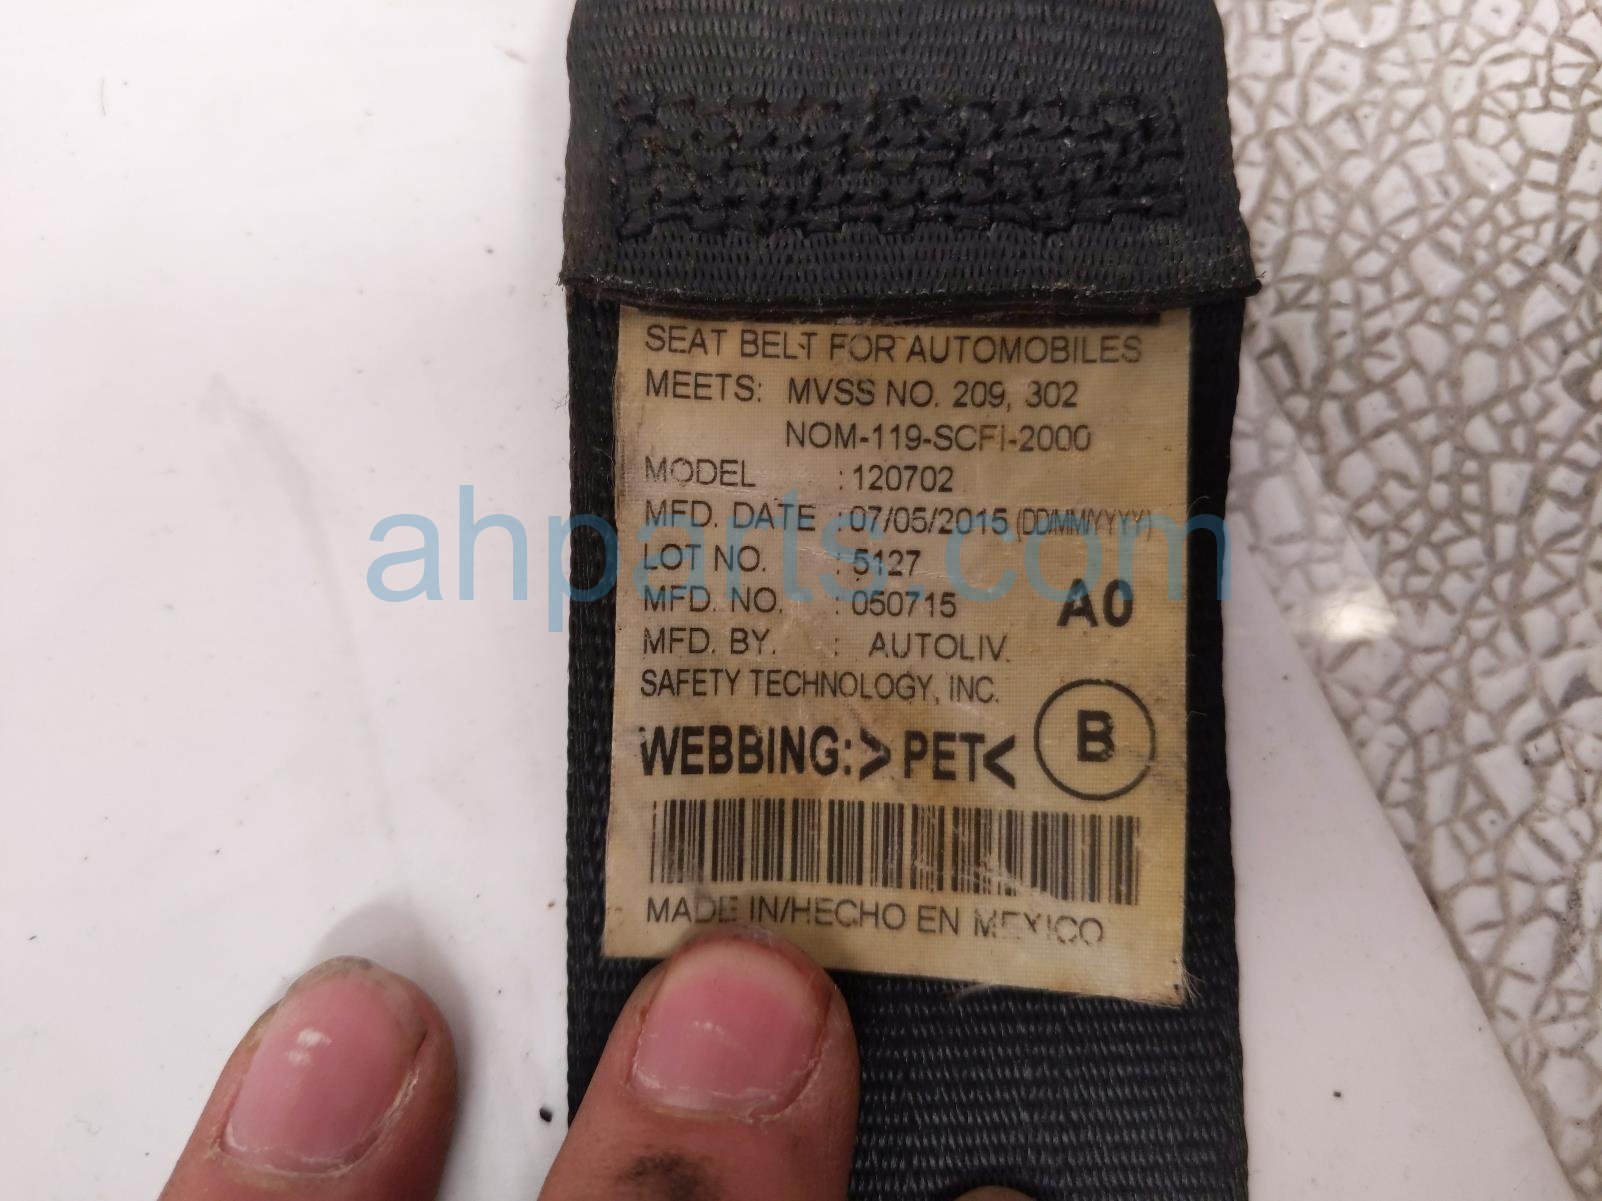 SEAT BELT FOR AUTOMOBILES
MEETS: MVSS NO. 209, 302
NOM-119-SCFI-2000
MODEL : 120702
MFD. DATE : 07/05/2015 (DD/MM/YYYY)
LOT NO. : 5127
MFD. NO. : 050715
A0
MFD. BY. : AUTOLIV.
SAFETY TECHNOLOGY, INC.
WEBBING:>PET<
B
MADE IN/HECHO EN MEXICO
ahparts.com